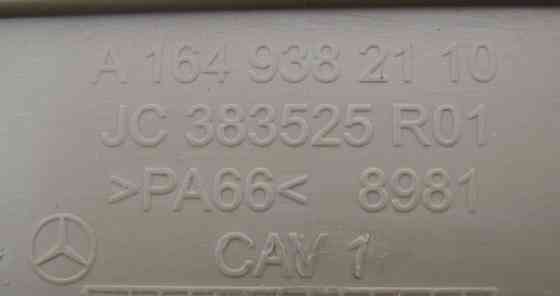 A 164 938 21 10
JC 383525 R01
>PA66< 8981
CAV 1